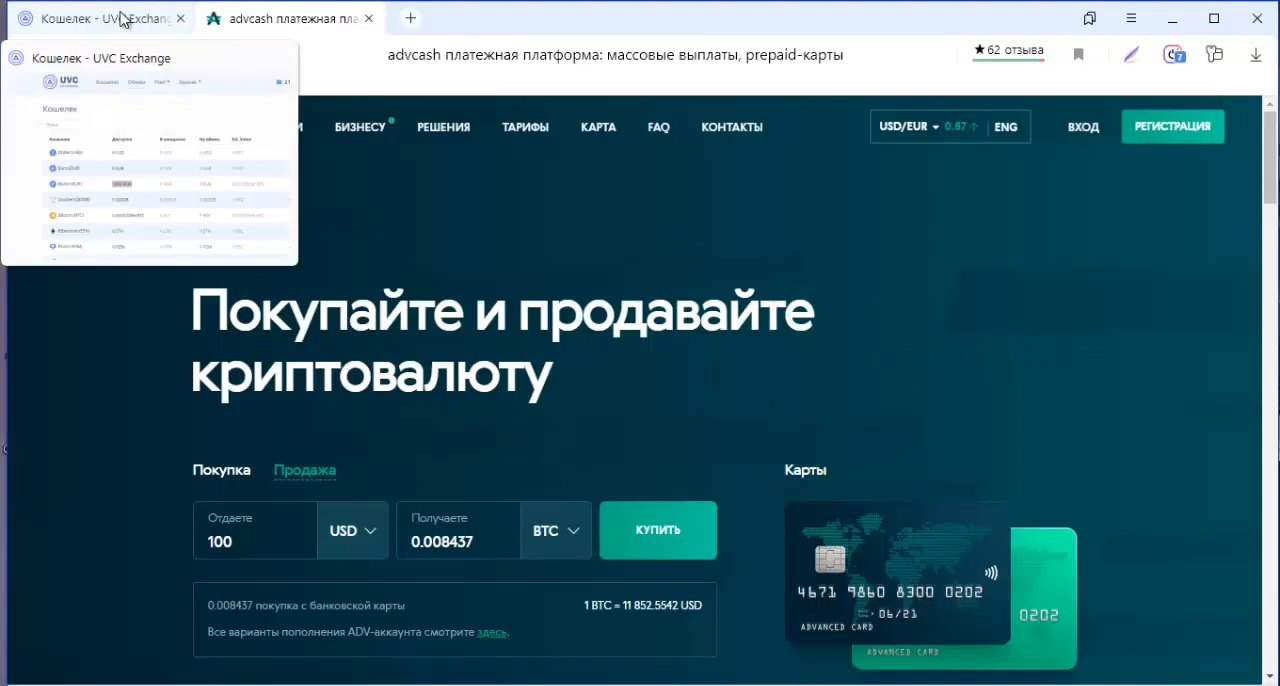 Кошелек - UVC Exchang
advcash платежная пла
Кошелек - UVC Exchange
advcash платежная платформа: массовые выплаты, prepaid-карты
★62 отзыва
7
UVC
Кошелек
И
БИЗНЕСУ
РЕШЕНИЯ
ТАРИФЫ
КАРТА
FAQ
КОНТАКТЫ
USD/EUR
0.87 ↑
ENG
ВХОД
РЕГИСТРАЦИЯ
Покупайте и продавайте
криптовалюту
Покупка
Продажа
Карты
Отдаете
100
USD
Получаете
0.008437
BTC
КУПИТЬ
0.008437 покупка с банковской карты
1 BTC = 11 852.5542 USD
Все варианты пополнения ADV-аккаунта смотрите здесь.
4671 9860 8300 0202
06/21
ADVANCED CARD
0202
ADVANCED CARD